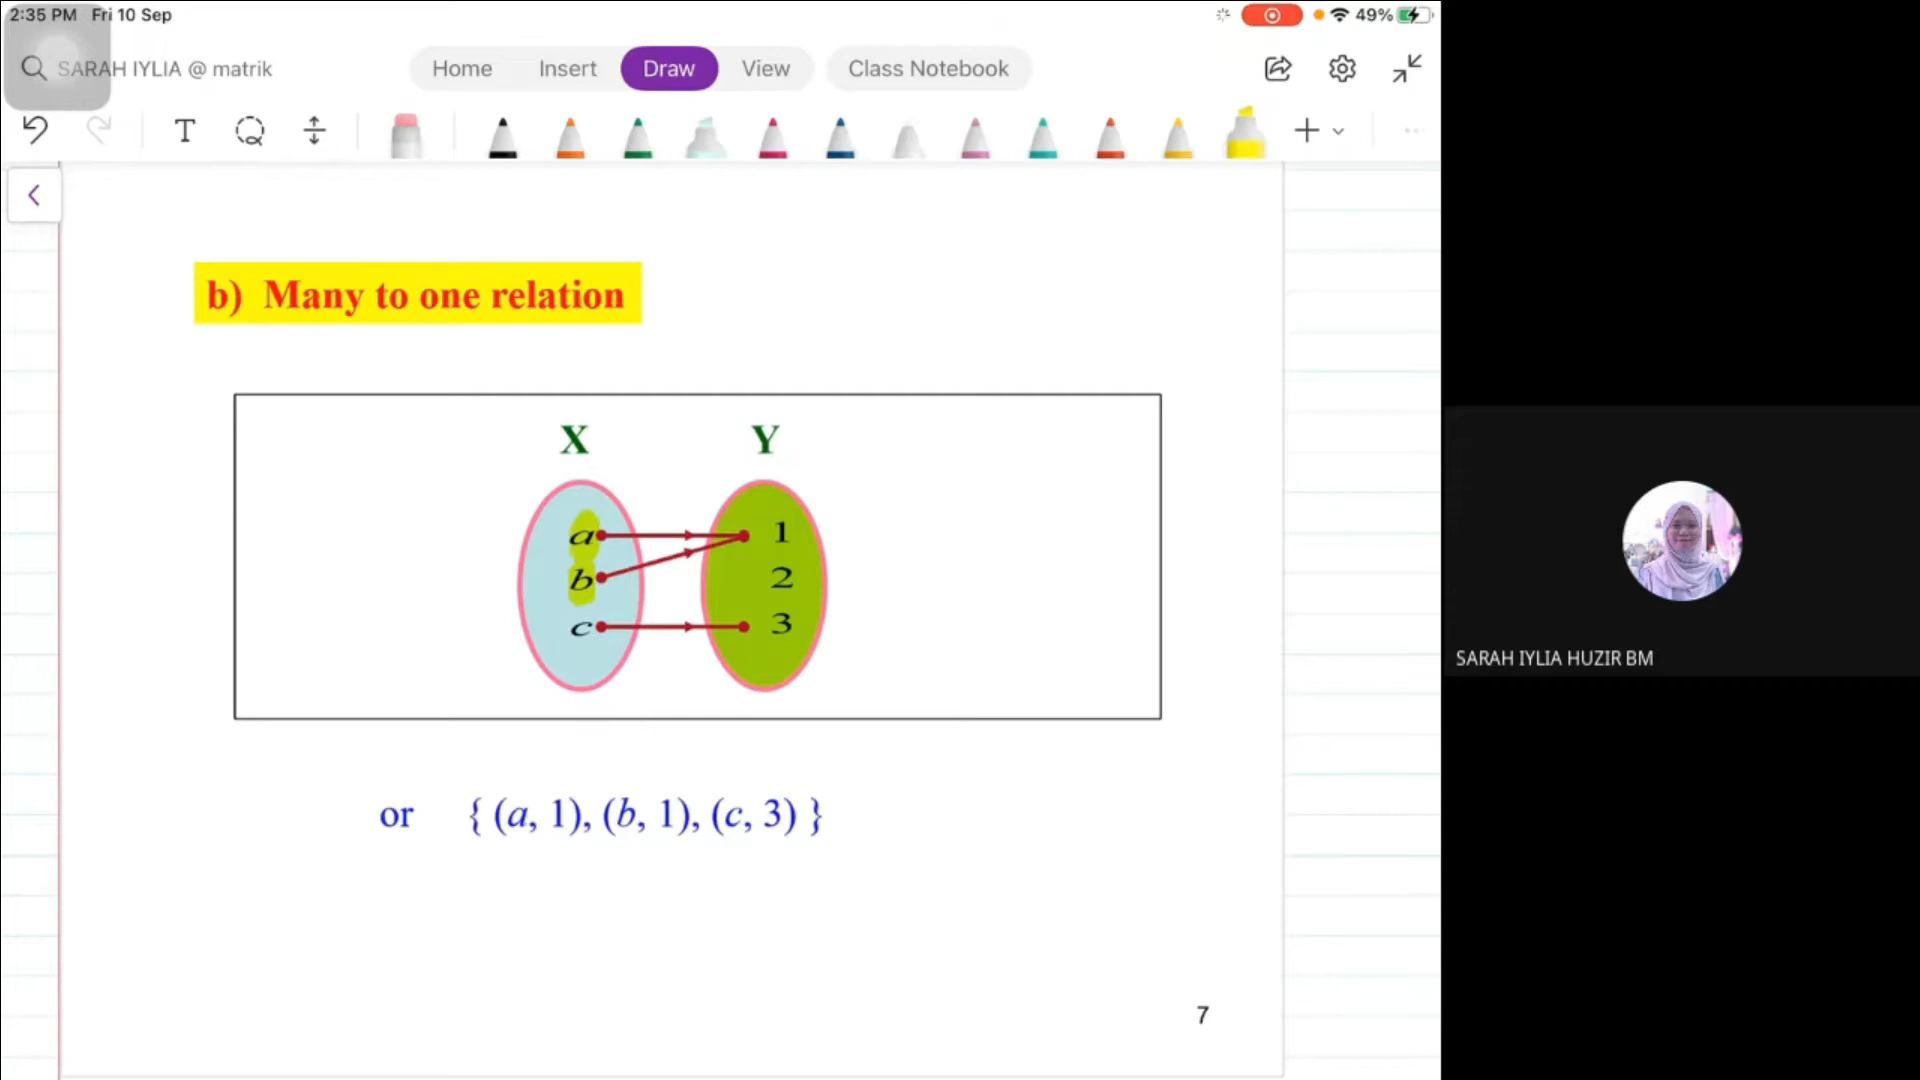 2:35 PM Fri 10 Sep
49%
SARAH IYLIA @ matrik
Home Insert Draw View Class Notebook
T
b) Many to one relation
X Y
a 1
b 2
c 3
or { (a, 1), (b, 1), (c, 3) }
7
SARAH IYLIA HUZIR BM